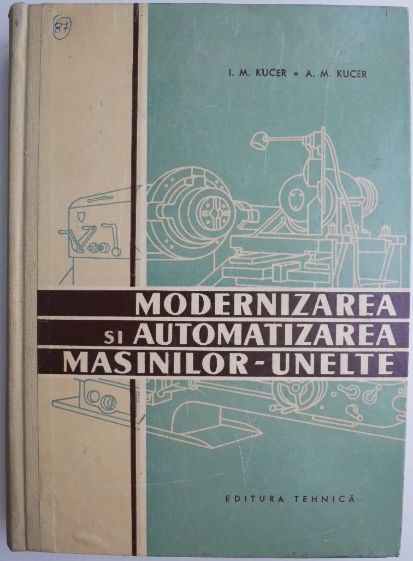 87
I. M. KUCER * A. M. KUCER
MODERNIZAREA
SI AUTOMATIZAREA
MASINILOR-UNELTE
EDITURA TEHNICĂ